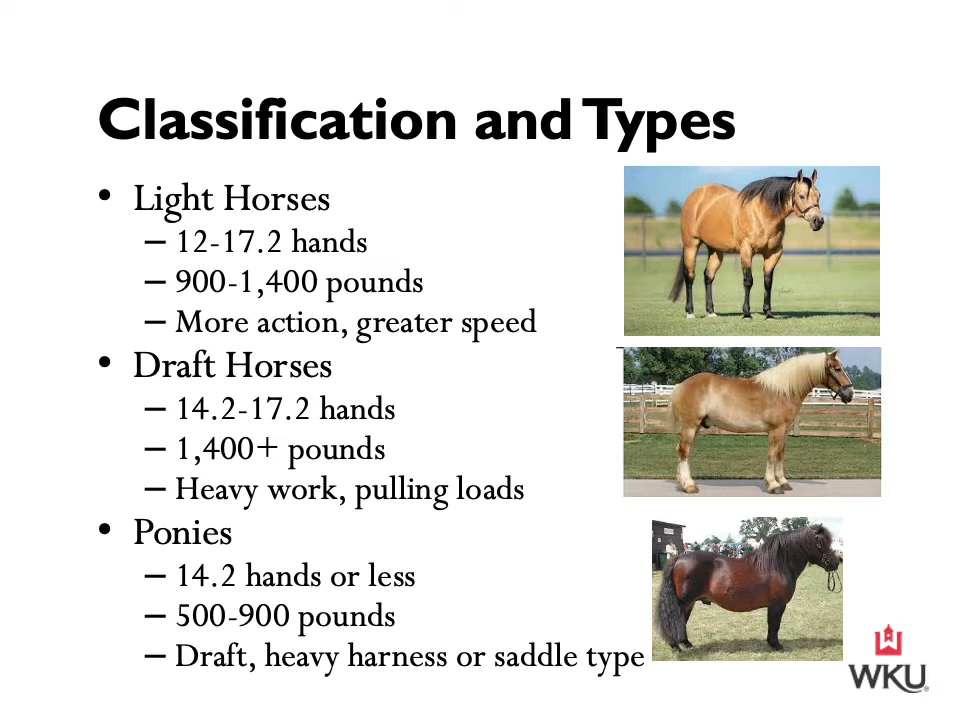 Classification and Types
• Light Horses
– 12-17.2 hands
– 900-1,400 pounds
– More action, greater speed
• Draft Horses
– 14.2-17.2 hands
– 1,400+ pounds
– Heavy work, pulling loads
• Ponies
– 14.2 hands or less
– 500-900 pounds
– Draft, heavy harness or saddle type
WKU®